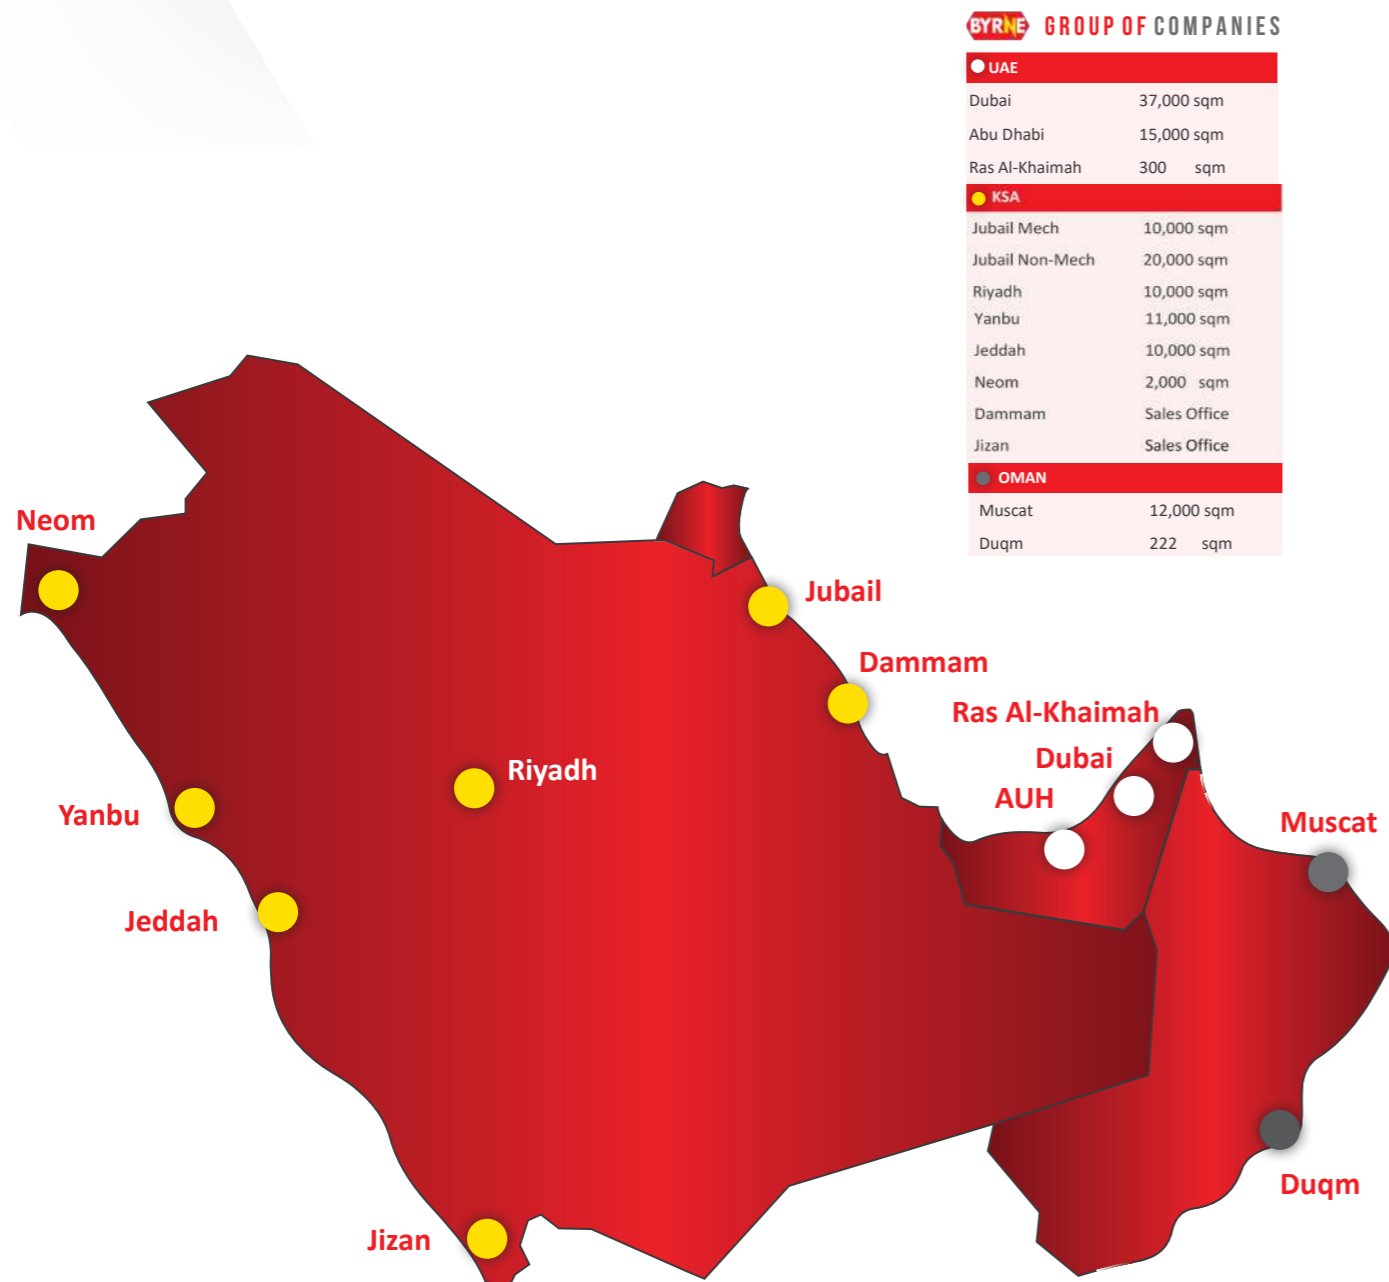 BYRNE GROUP OF COMPANIES
UAE
Dubai 37,000 sqm
Abu Dhabi 15,000 sqm
Ras Al-Khaimah 300 sqm
KSA
Jubail Mech 10,000 sqm
Jubail Non-Mech 20,000 sqm
Riyadh 10,000 sqm
Yanbu 11,000 sqm
Jeddah 10,000 sqm
Neom 2,000 sqm
Dammam Sales Office
Jizan Sales Office
OMAN
Muscat 12,000 sqm
Duqm 222 sqm
Neom
Jubail
Dammam
Ras Al-Khaimah
Dubai
Riyadh
AUH
Yanbu
Muscat
Jeddah
Duqm
Jizan